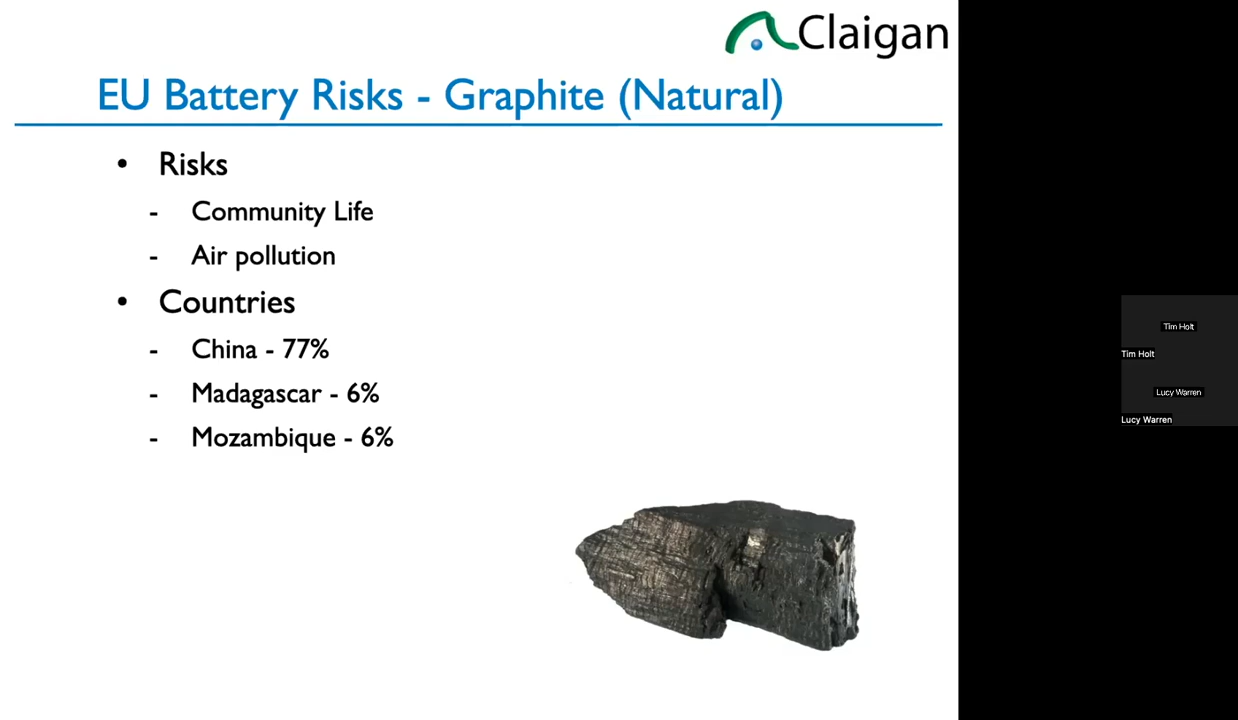 Claigan
EU Battery Risks - Graphite (Natural)
• Risks
- Community Life
- Air pollution
• Countries
- China - 77%
- Madagascar - 6%
- Mozambique - 6%
Tim Holt
Tim Holt
Lucy Warren
Lucy Warren